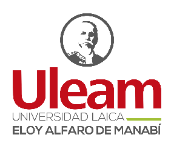 Uleam
UNIVERSIDAD LAICA
ELOY ALFARO DE MANABÍ